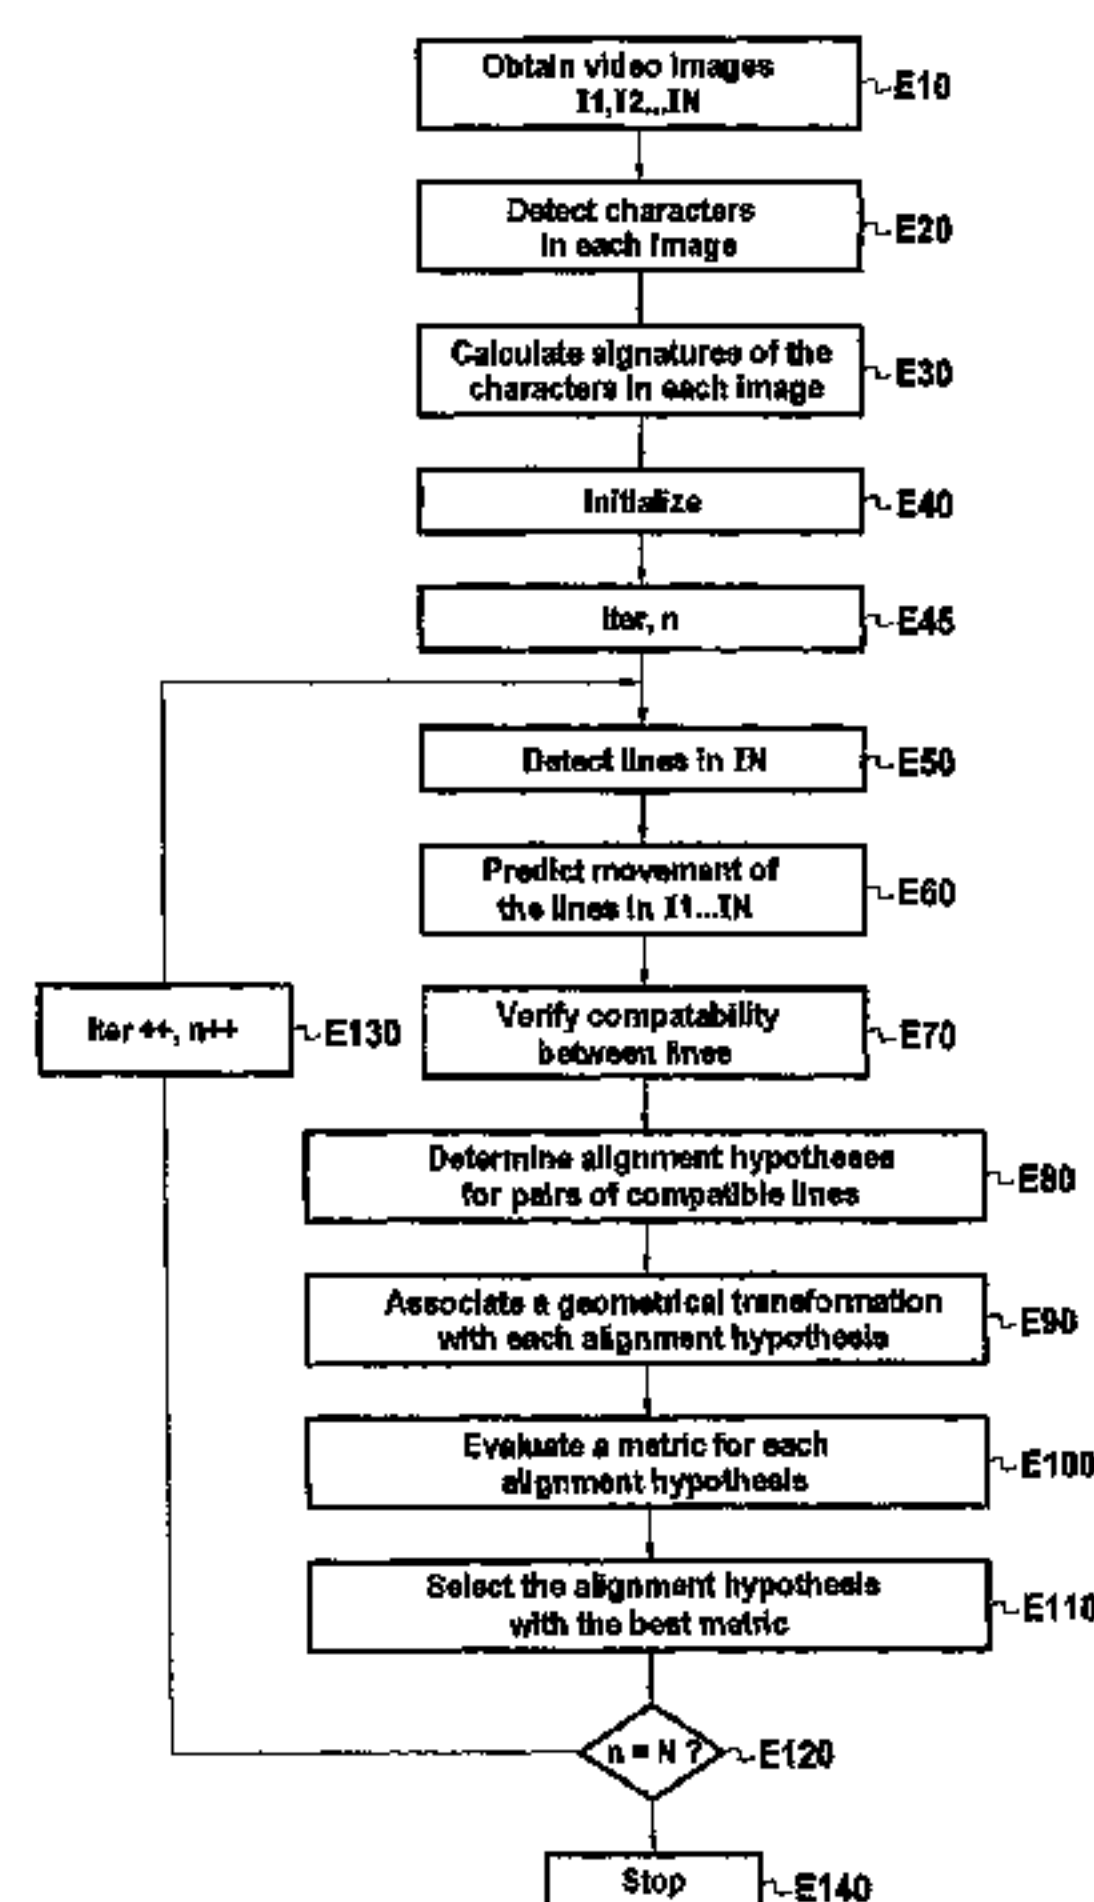 Obtain video images
I1,I2...IN
E10
Detect characters
in each image
E20
Calculate signatures of the
characters in each image
E30
Initialize
E40
Iter, n
E45
Detect lines in IN
E50
Predict movement of
the lines in I1...IN
E60
Iter ++, n++
E130
Verify compatability
between lines
E70
Determine alignment hypotheses
for pairs of compatible lines
E80
Associate a geometrical transformation
with each alignment hypothesis
E90
Evaluate a metric for each
alignment hypothesis
E100
Select the alignment hypothesis
with the best metric
E110
n = N ?
E120
Stop
E140